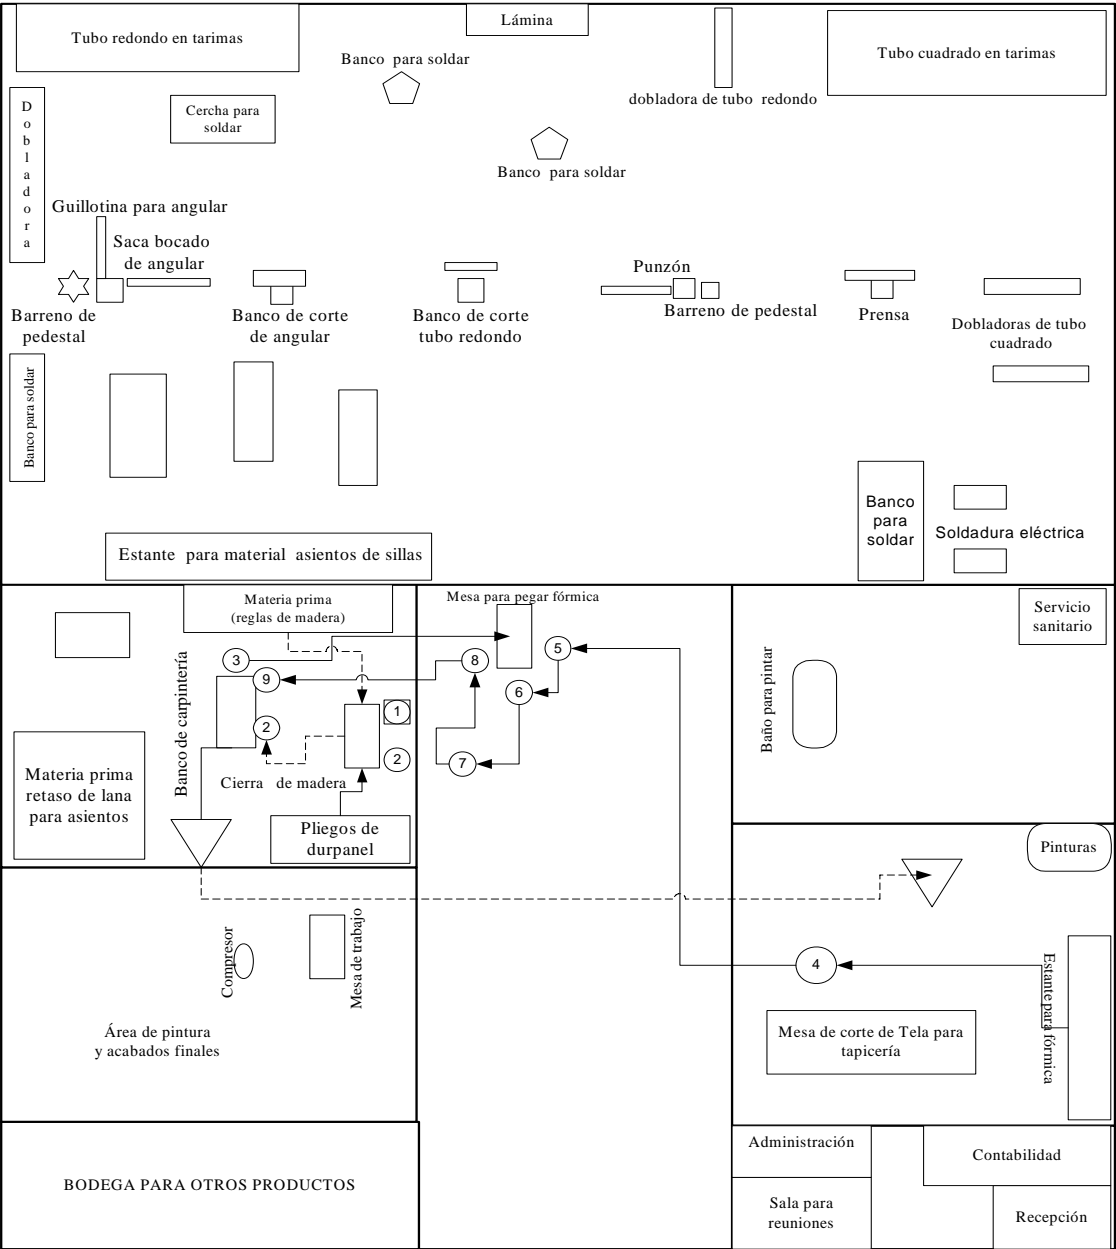 Tubo redondo en tarimas
Lámina
Tubo cuadrado en tarimas
Banco para soldar
dobladora de tubo redondo
Dobladora
Cercha para
soldar
Banco para soldar
Guillotina para angular
Saca bocado
de angular
Punzón
Barreno de
pedestal
Banco de corte
de angular
Banco de corte
tubo redondo
Barreno de pedestal
Prensa
Dobladoras de tubo
cuadrado
Banco para soldar
Banco
para
soldar
Soldadura eléctrica
Estante para material asientos de sillas
Materia prima
(reglas de madera)
Mesa para pegar fórmica
Servicio
sanitario
3
8
5
9
6
1
2
2
7
Banco de carpintería
Baño para pintar
Cierra de madera
Materia prima
retaso de lana
para asientos
Pliegos de
durpanel
Pinturas
Compresor
Mesa de trabajo
4
Estante para fórmica
Área de pintura
y acabados finales
Mesa de corte de Tela para
tapicería
Administración
Contabilidad
BODEGA PARA OTROS PRODUCTOS
Sala para
reuniones
Recepción